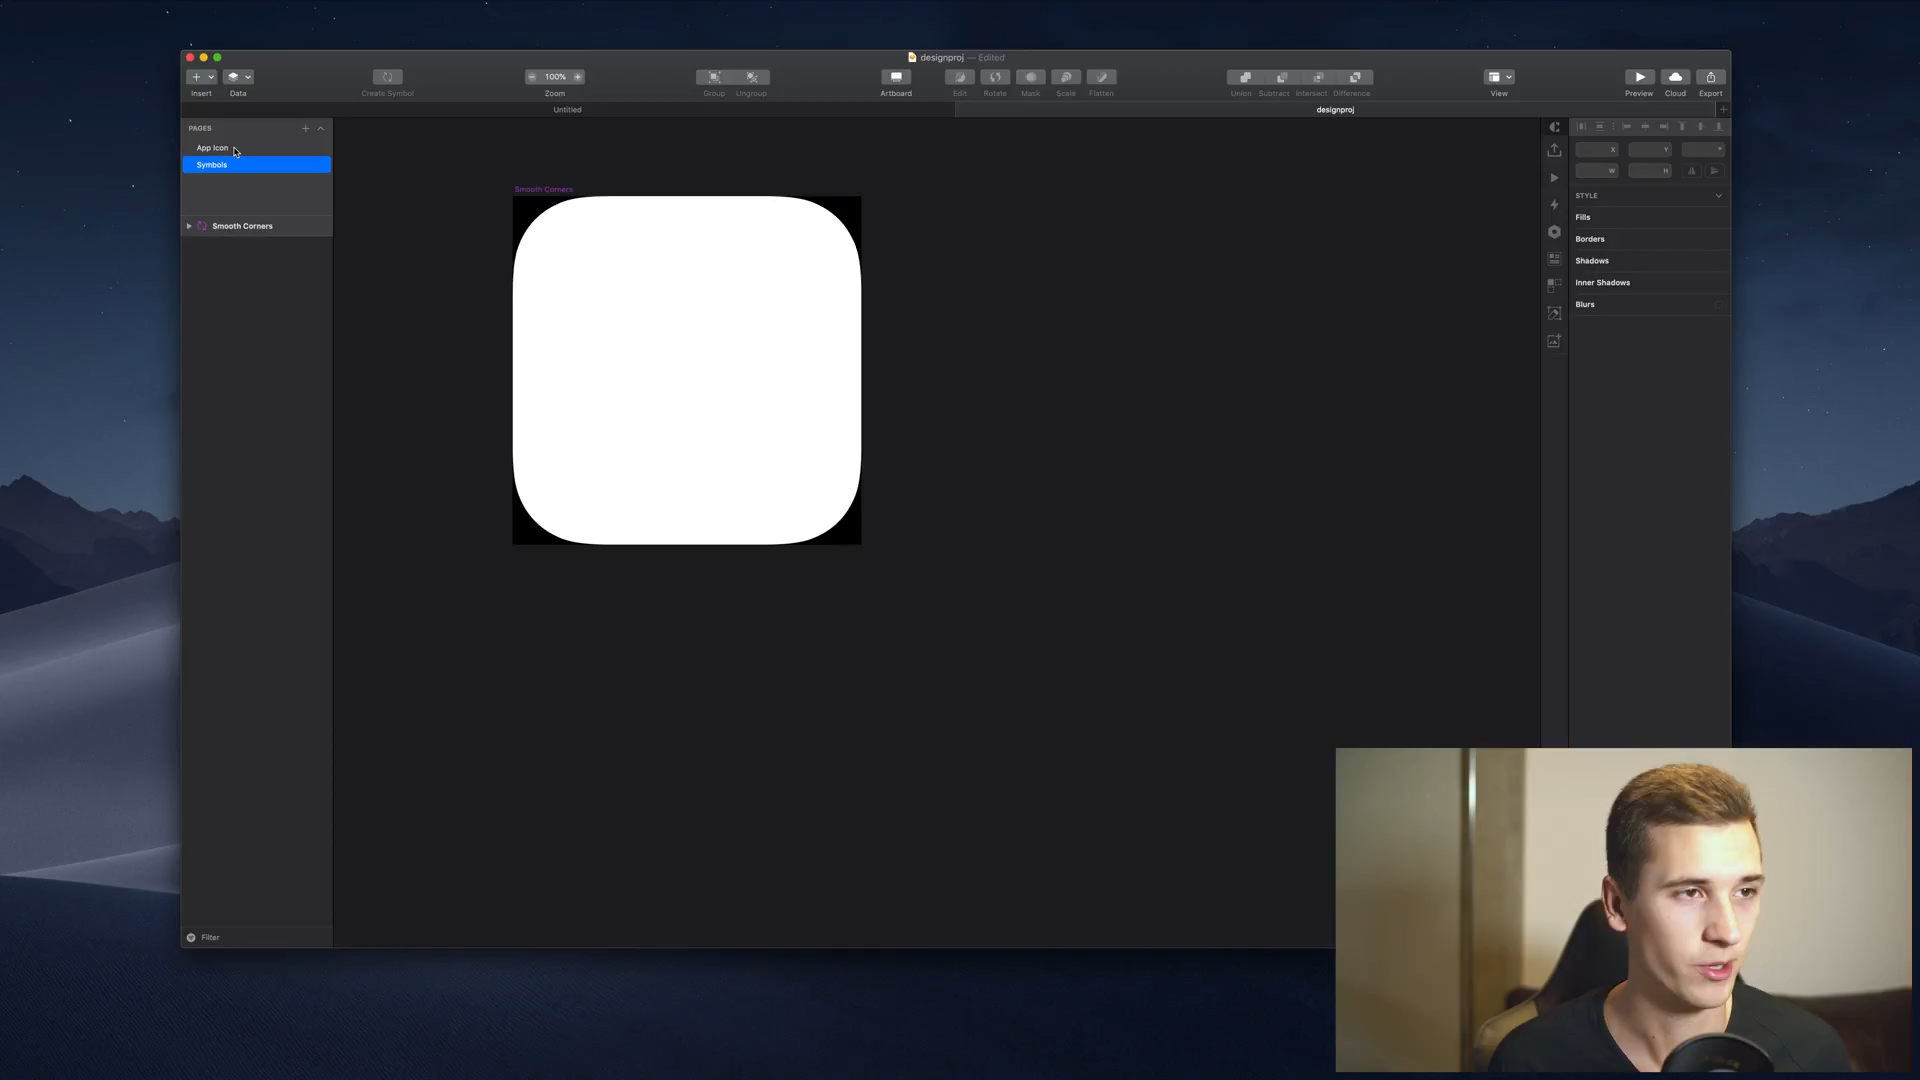 designproj — Edited
100%
Insert
Data
Create Symbol
Zoom
Group
Ungroup
Artboard
Edit
Rotate
Mask
Scale
Flatten
Union
Subtract
Intersect
Difference
View
Preview
Cloud
Export
Untitled
designproj
PAGES
App Icon
Symbols
Smooth Corners
Smooth Corners
X
Y
°
W
H
STYLE
Fills
Borders
Shadows
Inner Shadows
Blurs
Filter